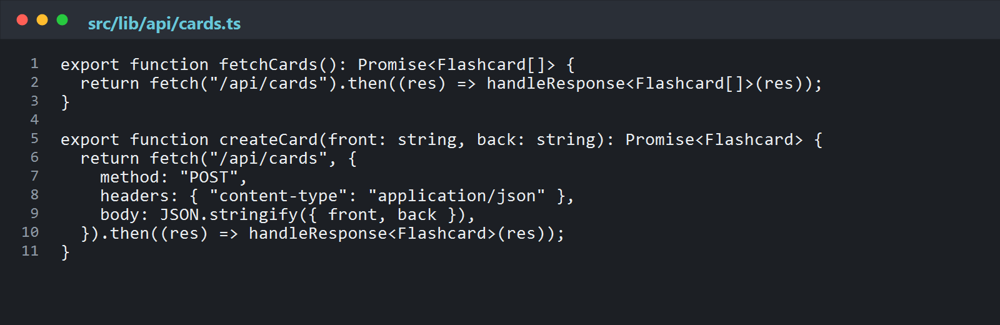 src/lib/api/cards.ts
1 export function fetchCards(): Promise<Flashcard[]> {
2   return fetch("/api/cards").then((res) => handleResponse<Flashcard[]>(res));
3 }
4
5 export function createCard(front: string, back: string): Promise<Flashcard> {
6   return fetch("/api/cards", {
7     method: "POST",
8     headers: { "content-type": "application/json" },
9     body: JSON.stringify({ front, back }),
10   }).then((res) => handleResponse<Flashcard>(res));
11 }